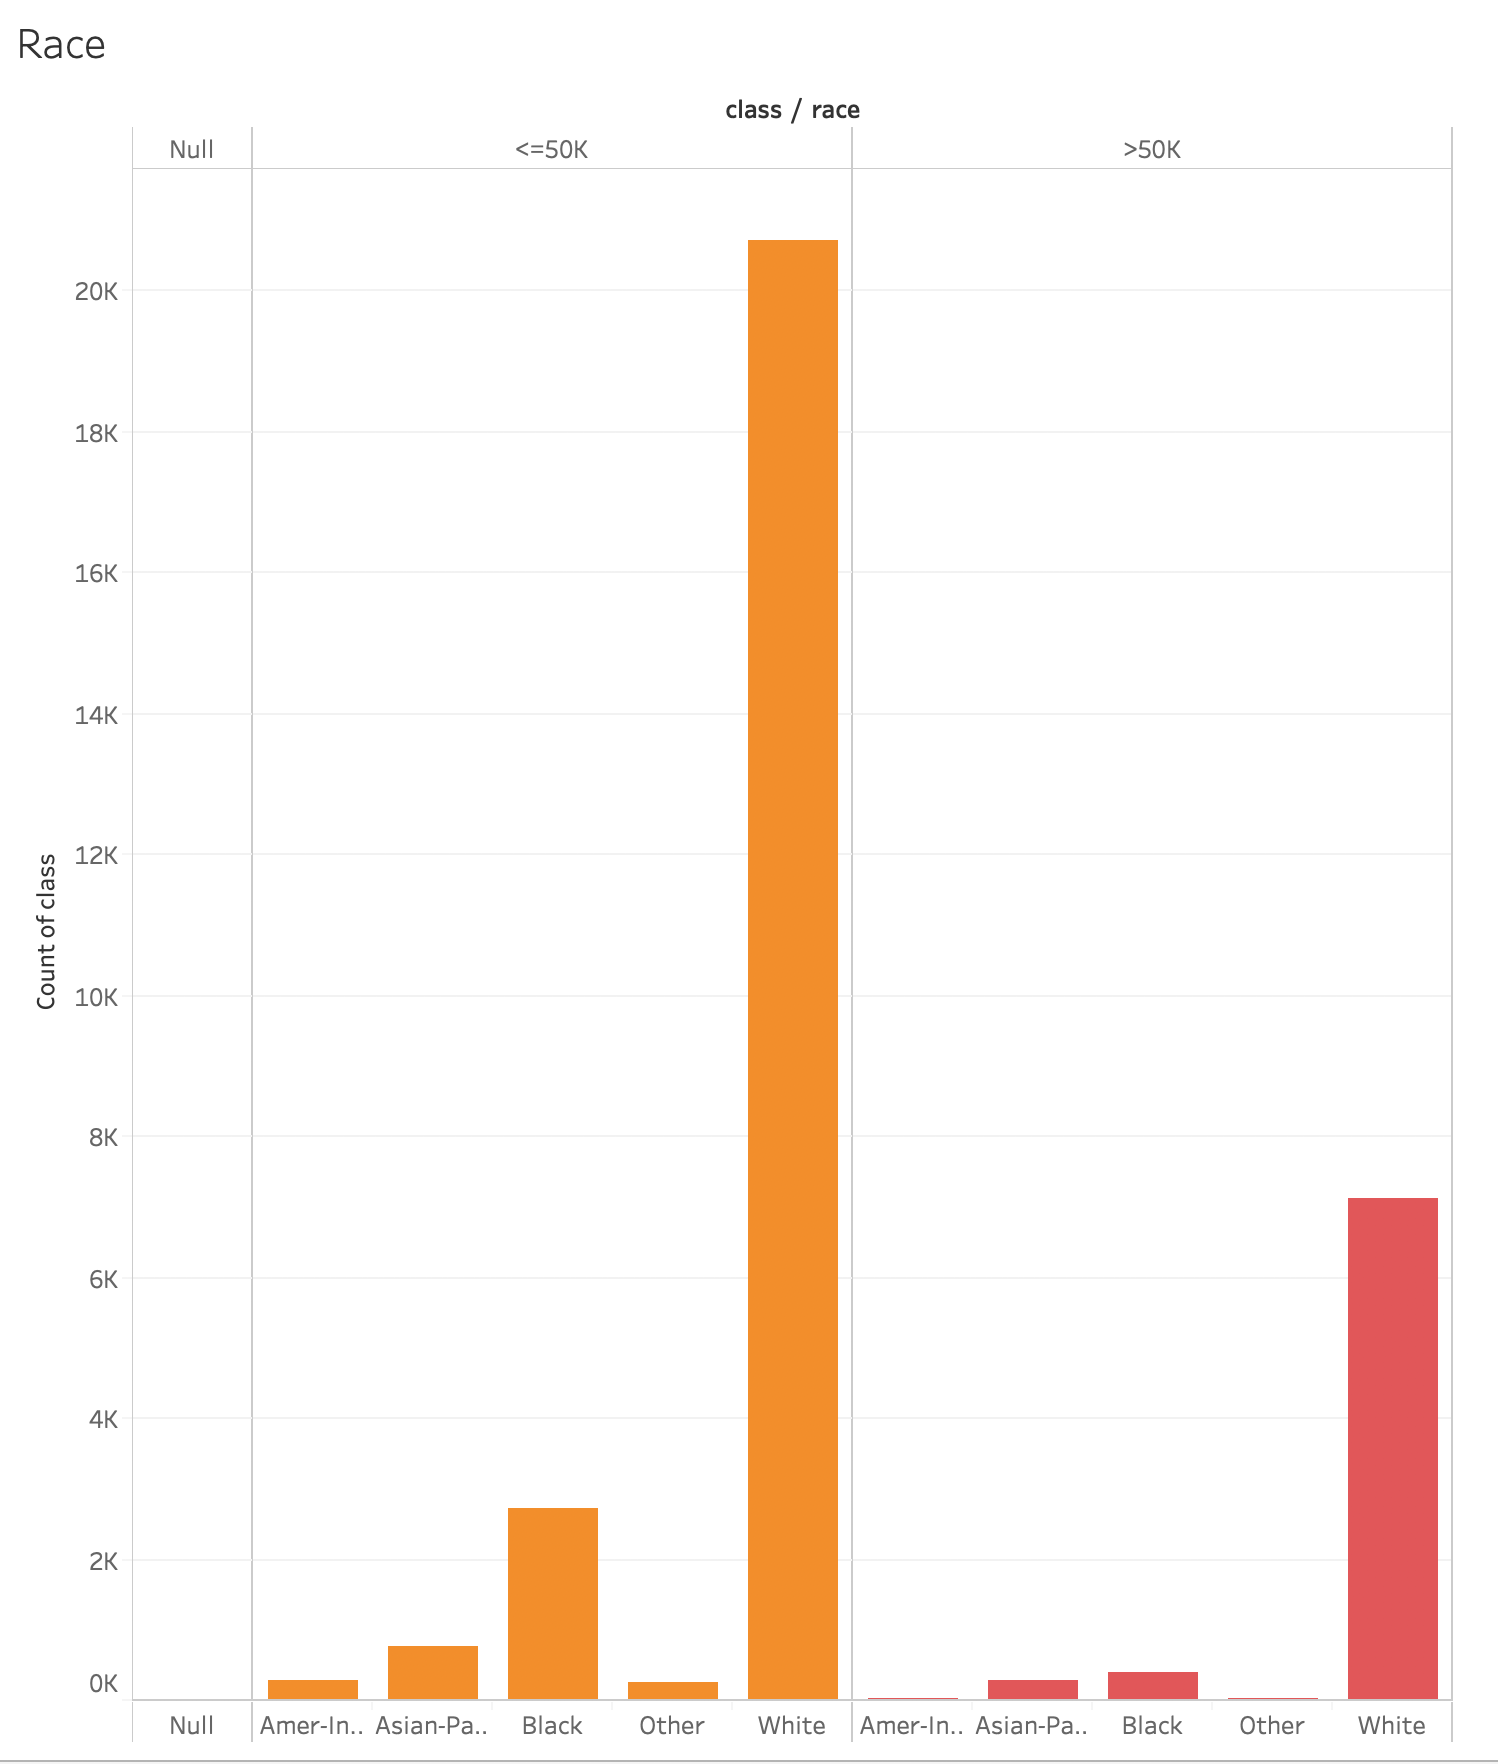 Race
class / race
Null <=50K >50K
20K
18K
16K
14K
12K
10K
8K
6K
4K
2K
0K
Count of class
Null Amer-In.. Asian-Pa.. Black Other White Amer-In.. Asian-Pa.. Black Other White